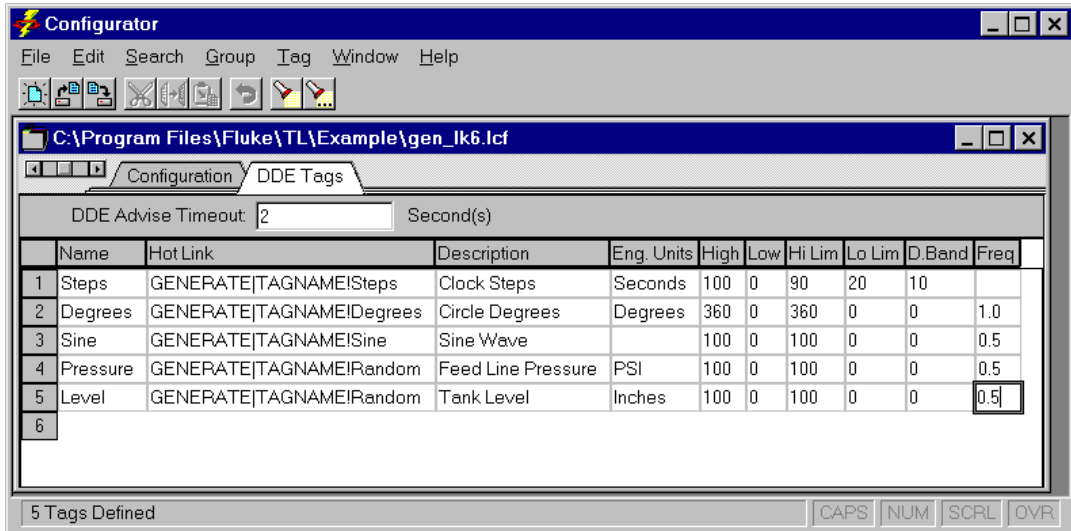 Configurator
File Edit Search Group Tag Window Help
C:\Program Files\Fluke\TL\Example\gen_lk6.lcf
Configuration DDE Tags
DDE Advise Timeout: 2 Second(s)
Name Hot Link Description Eng. Units High Low Hi Lim Lo Lim D.Band Freq
1 Steps GENERATE|TAGNAME!Steps Clock Steps Seconds 100 0 90 20 10
2 Degrees GENERATE|TAGNAME!Degrees Circle Degrees Degrees 360 0 360 0 0 1.0
3 Sine GENERATE|TAGNAME!Sine Sine Wave 100 0 100 0 0 0.5
4 Pressure GENERATE|TAGNAME!Random Feed Line Pressure PSI 100 0 100 0 0 0.5
5 Level GENERATE|TAGNAME!Random Tank Level Inches 100 0 100 0 0 0.5
6
5 Tags Defined CAPS NUM SCRL OVR